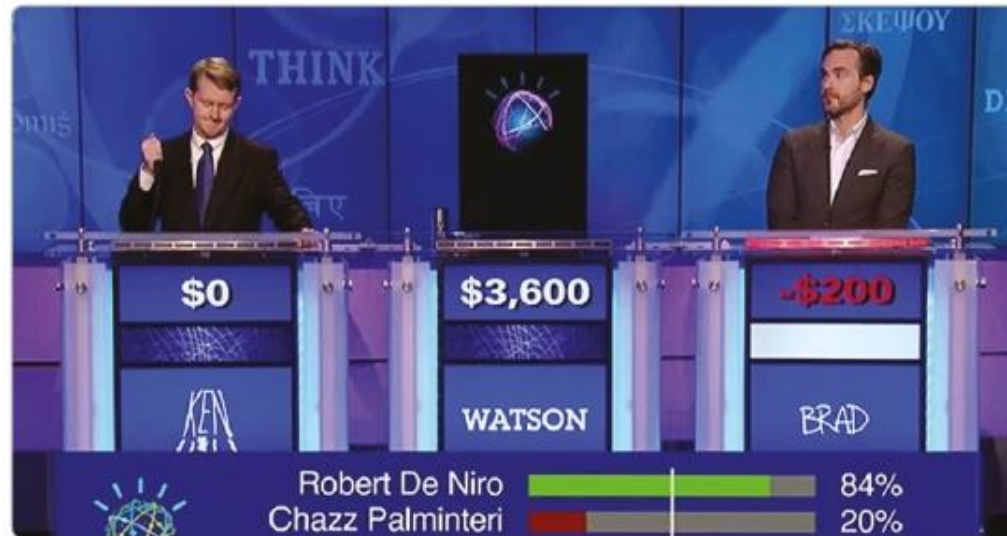 ΣΚΕΨΟΥ
THINK
$0
$3,600
-$200
KEN
WATSON
BRAD
Robert De Niro 84%
Chazz Palminteri 20%